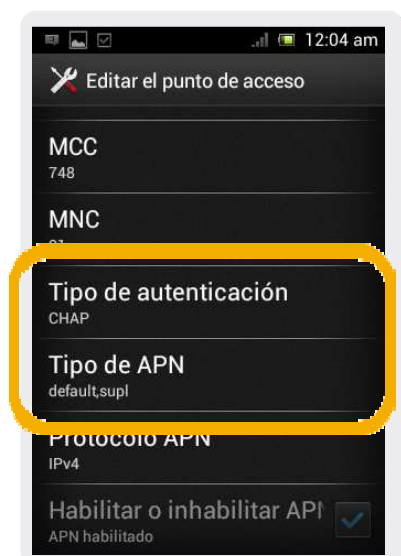 12:04 am
Editar el punto de acceso
MCC
748
MNC
Tipo de autenticación
CHAP
Tipo de APN
default,supl
Protocolo APN
IPv4
Habilitar o inhabilitar APN
APN habilitado